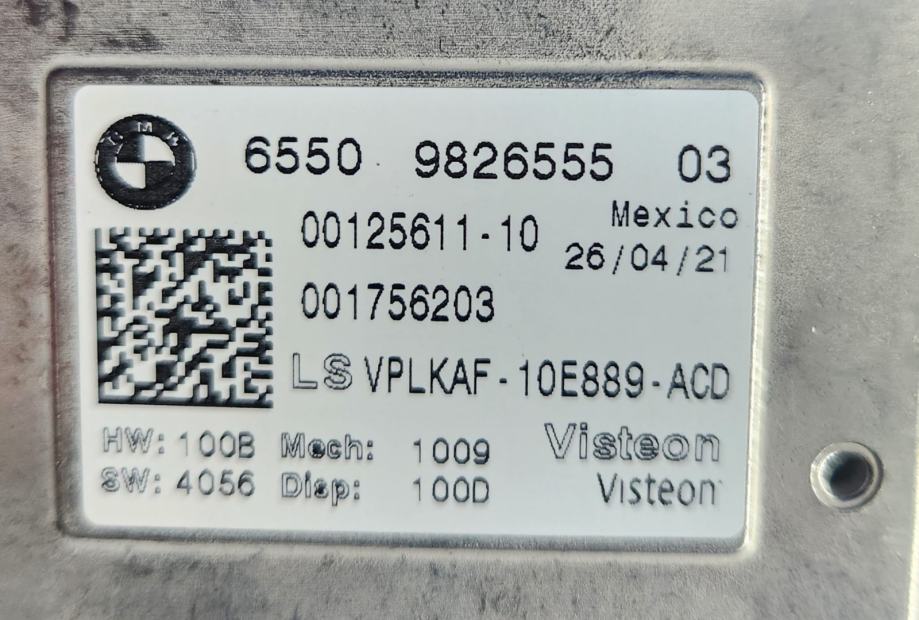 BMW
6550 9826555 03
00125611-10
Mexico
26/04/21
001756203
LS VPLKAF-10E889-ACD
HW: 100B Mech: 1009 Visteon
SW: 4056 Disp: 100D Visteon